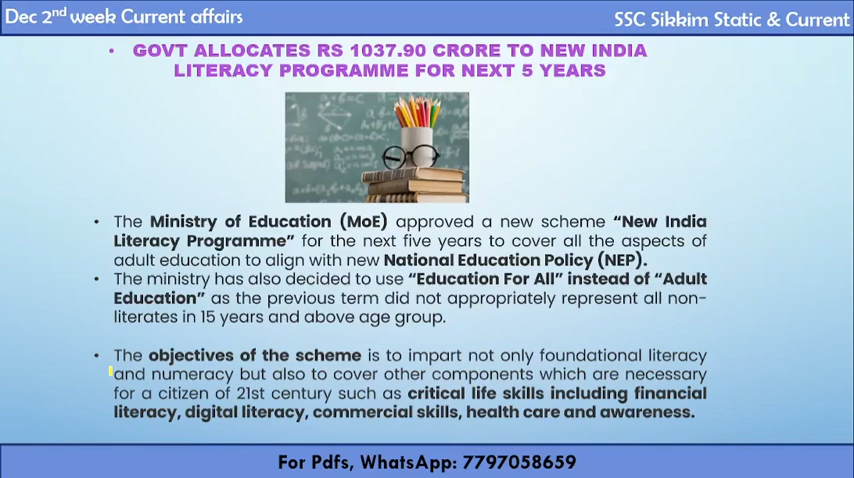 Dec 2nd week Current affairs
SSC Sikkim Static & Current
• GOVT ALLOCATES RS 1037.90 CRORE TO NEW INDIA
LITERACY PROGRAMME FOR NEXT 5 YEARS
• The Ministry of Education (MoE) approved a new scheme “New India
Literacy Programme” for the next five years to cover all the aspects of
adult education to align with new National Education Policy (NEP).
• The ministry has also decided to use “Education For All” instead of “Adult
Education” as the previous term did not appropriately represent all non-
literates in 15 years and above age group.
• The objectives of the scheme is to impart not only foundational literacy
and numeracy but also to cover other components which are necessary
for a citizen of 21st century such as critical life skills including financial
literacy, digital literacy, commercial skills, health care and awareness.
For Pdfs, WhatsApp: 7797058659